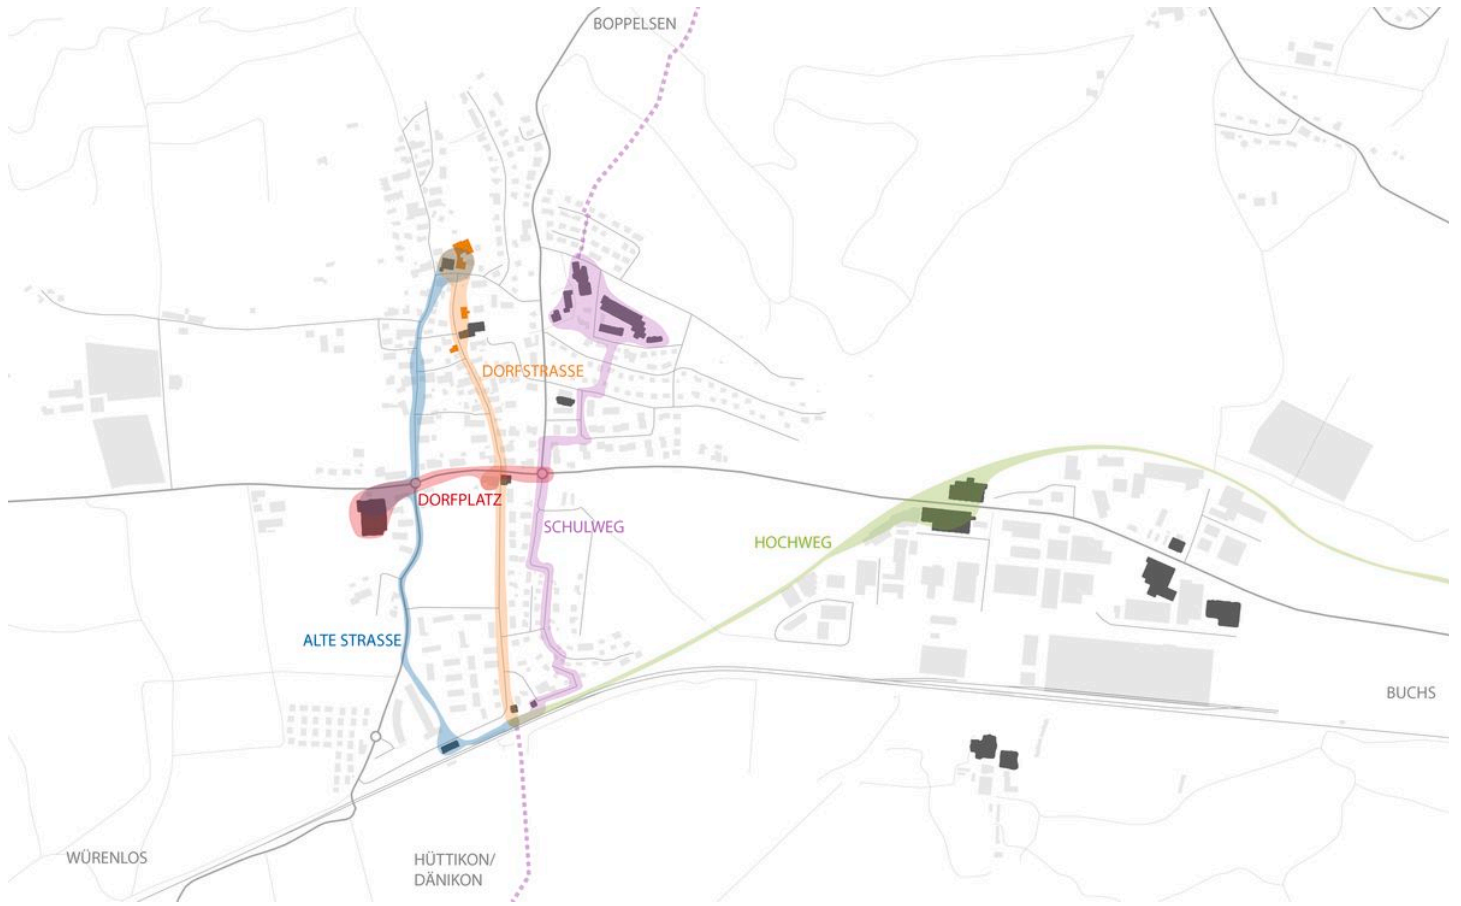 BOPPELSEN
DORFSTRASSE
DORFPLATZ
SCHULWEG
HOCHWEG
ALTE STRASSE
BUCHS
WÜRENLOS
HÜTTIKON/
DÄNIKON